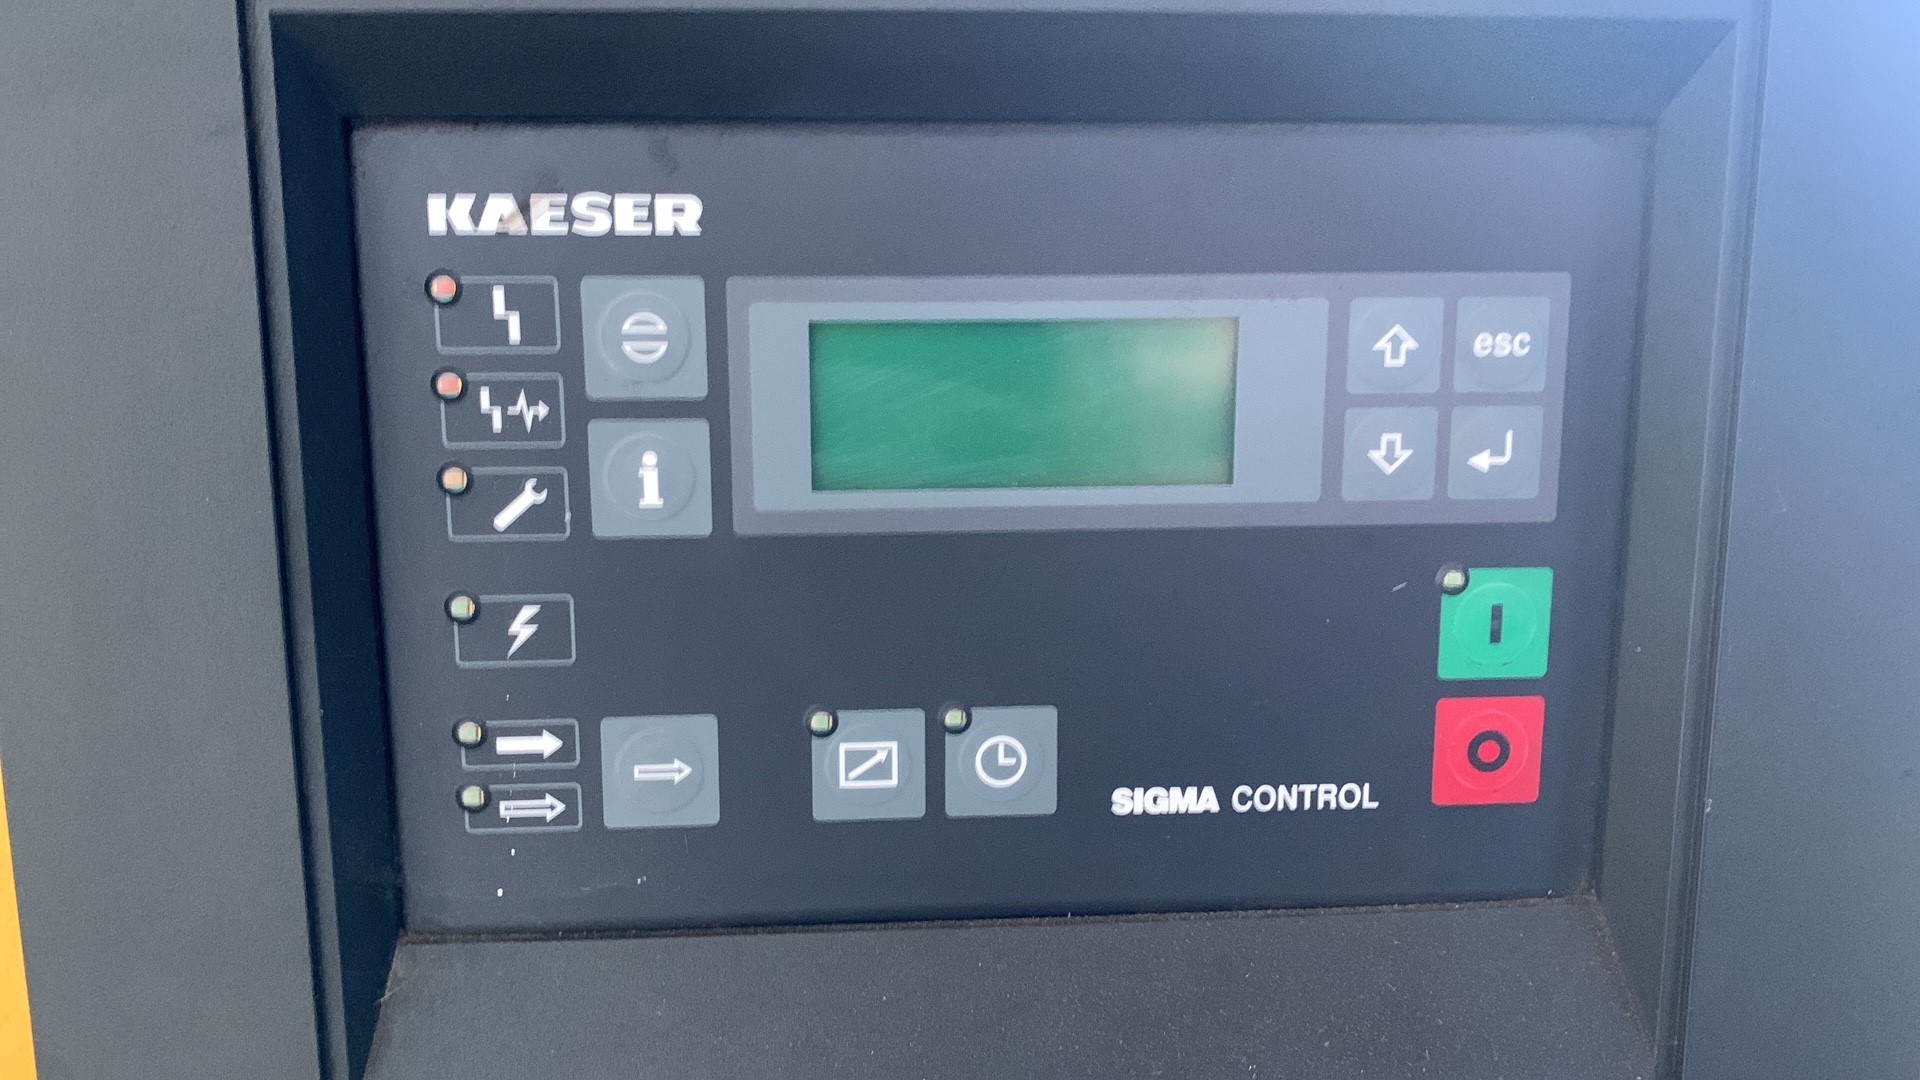 KAESER
esc
i
I
O
SIGMA CONTROL